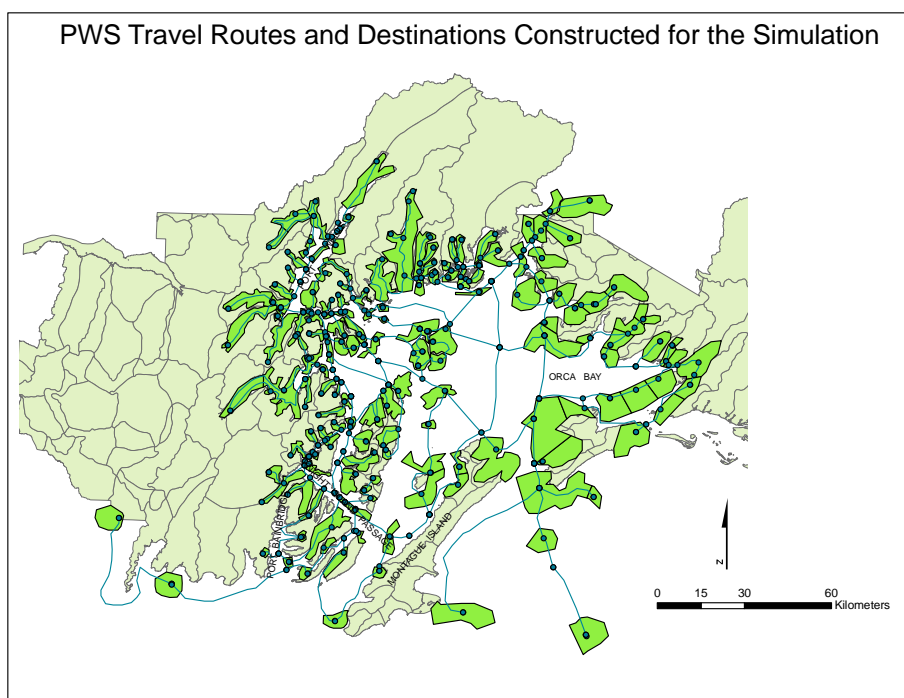 PWS Travel Routes and Destinations Constructed for the Simulation
ORCA BAY
PORT BAINBRIDGE
PASSAGE
MONTAGUE ISLAND
N
0 15 30 60
Kilometers